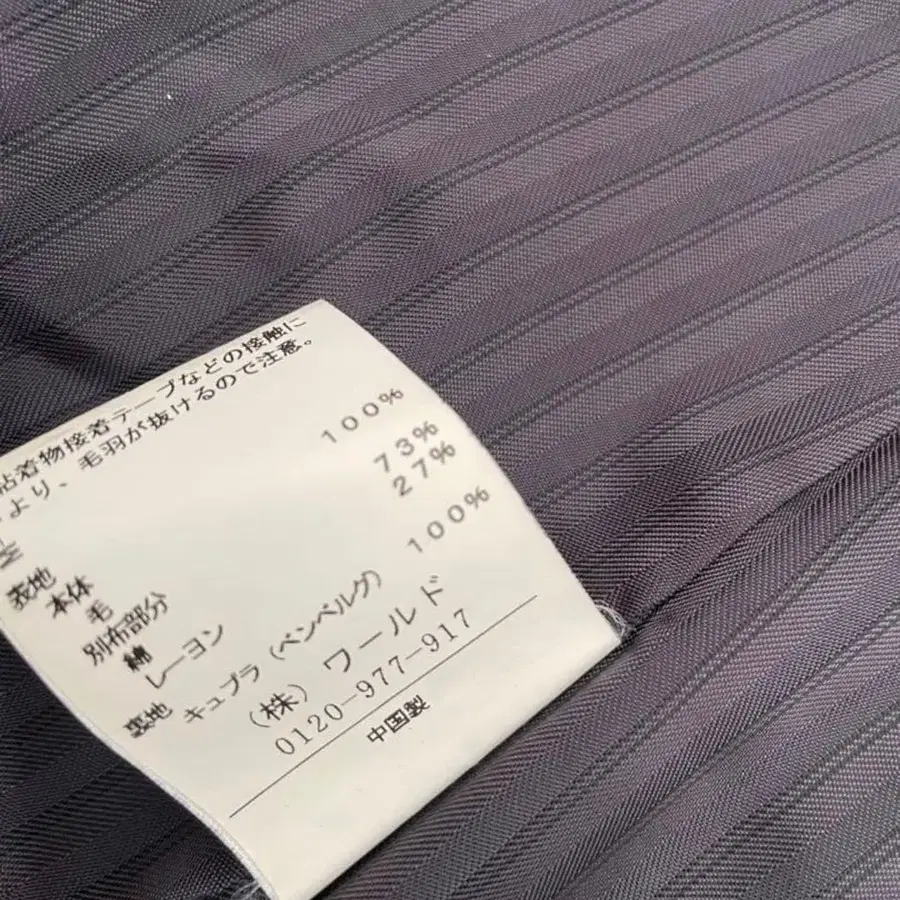 粘着物接着テープなどの接触に
より、毛羽が抜けるので注意。
M
表地
本体
毛 100%
別布部分
綿 73%
レーヨン 27%
裏地
キュプラ（ベンベルグ） 100%
（株）ワールド
0120-977-917
中国製